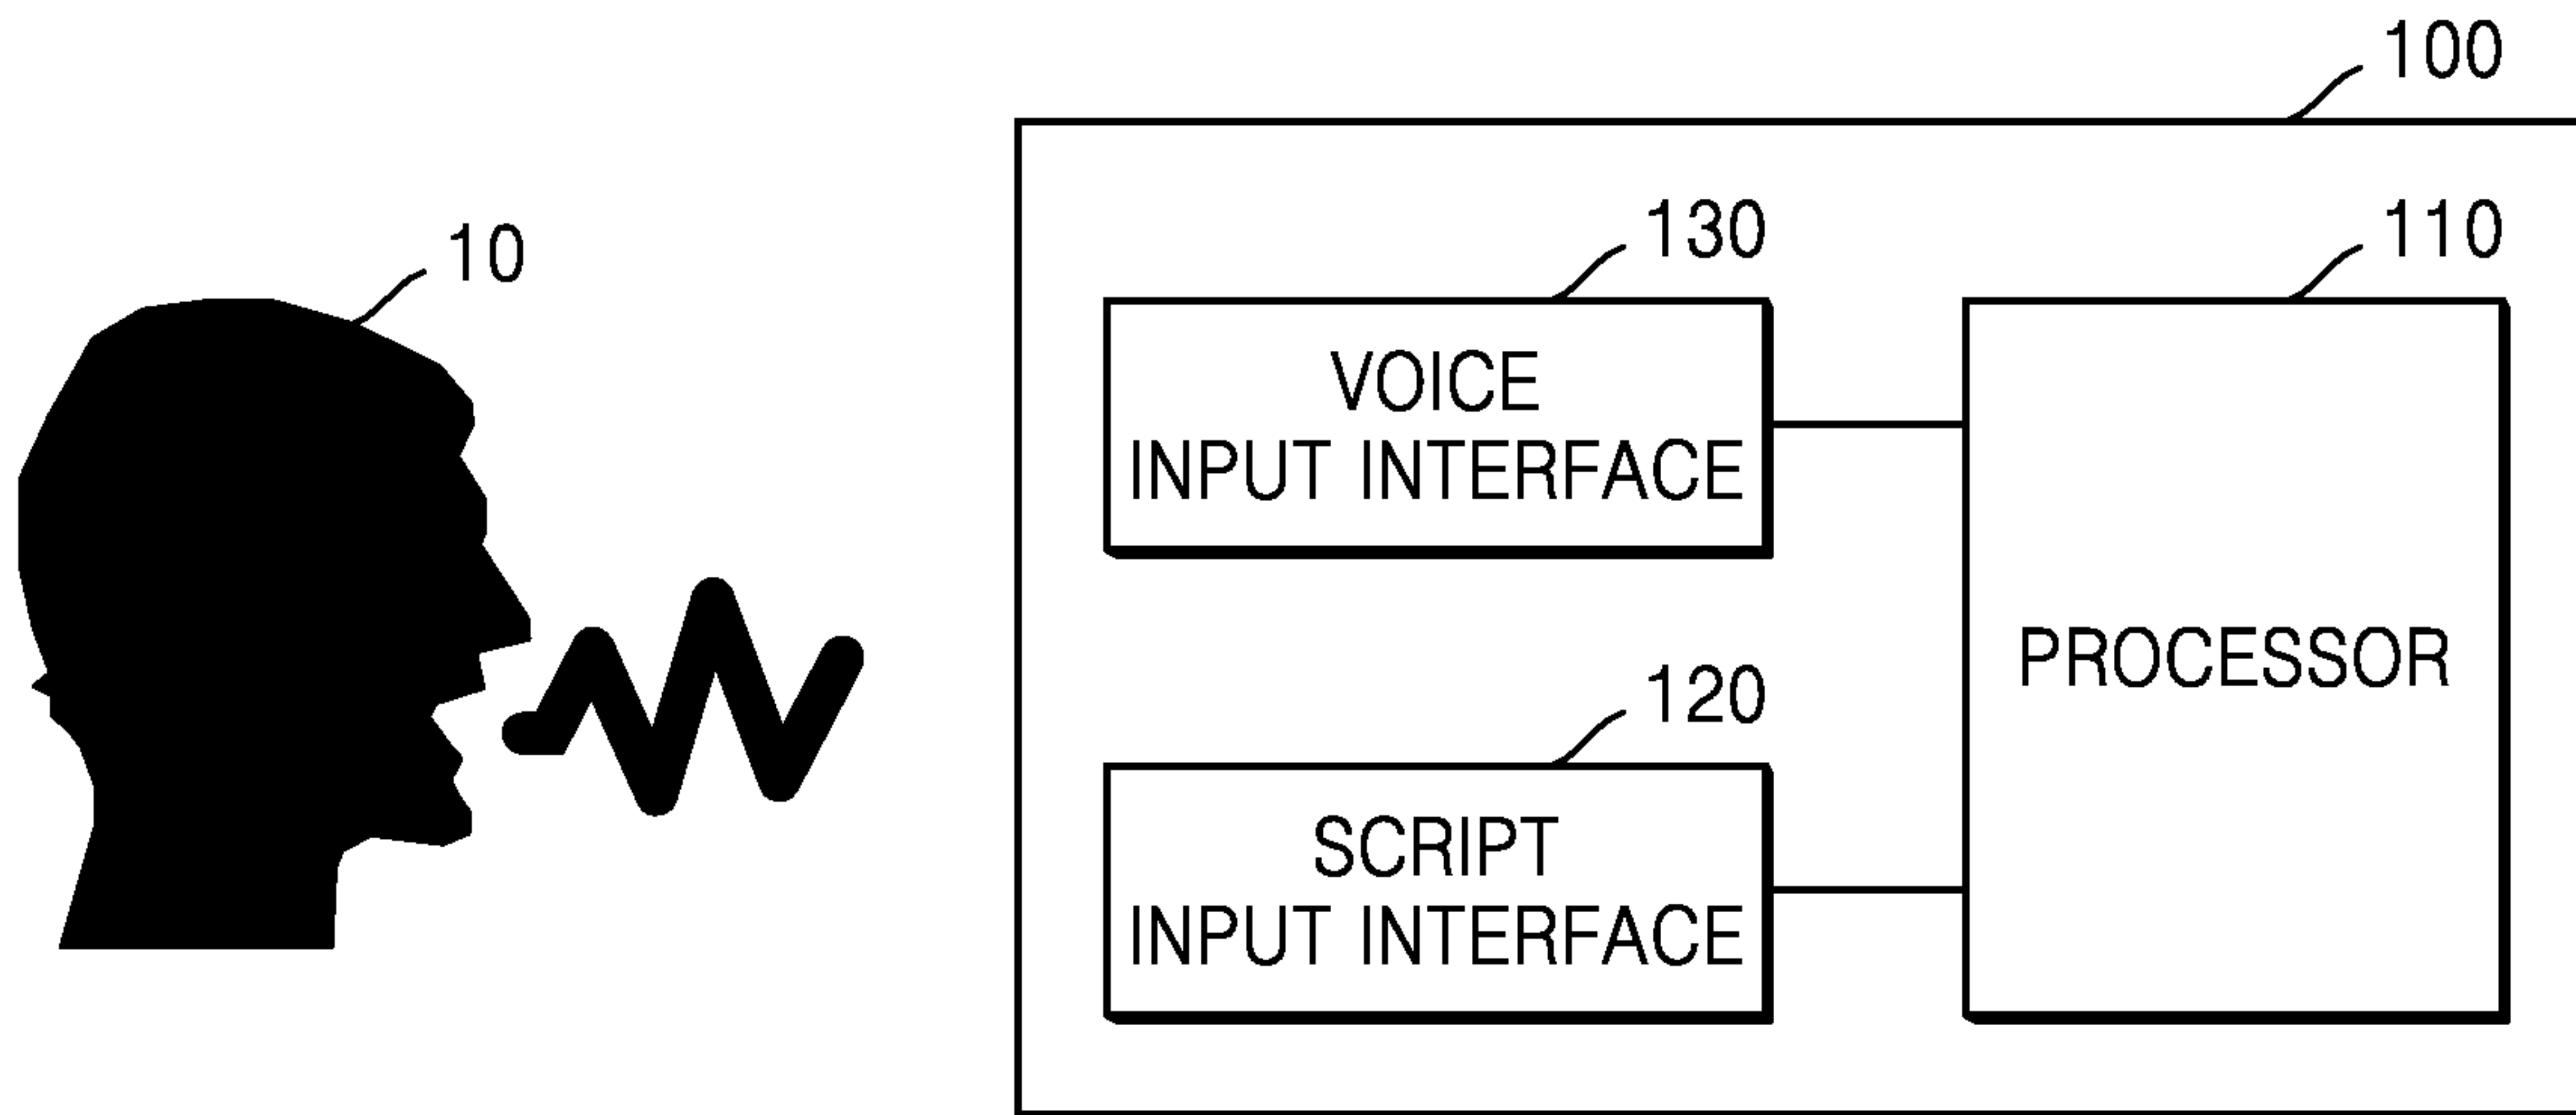 100
10
130
110
VOICE
INPUT INTERFACE
PROCESSOR
120
SCRIPT
INPUT INTERFACE